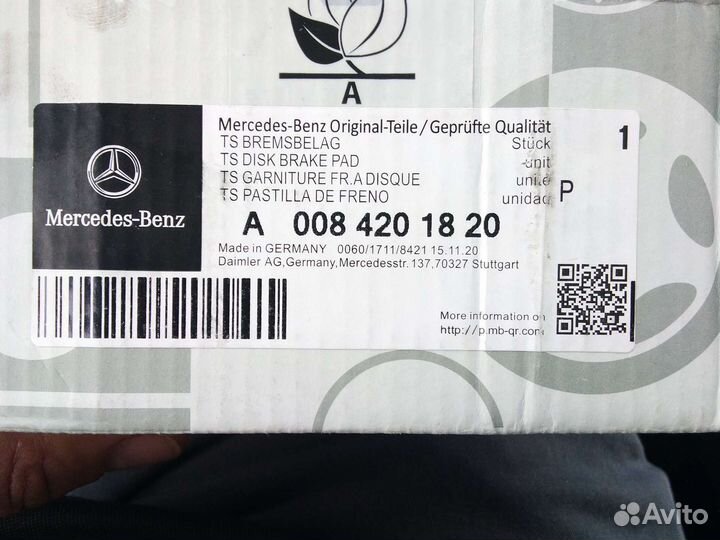 A
Mercedes-Benz
Mercedes-Benz Original-Teile/Geprüfte Qualität
TS BREMSBELAG Stück 1
TS DISK BRAKE PAD unit
TS GARNITURE FR.A DISQUE unité
TS PASTILLA DE FRENO unidad P
A 008 420 18 20
Made in GERMANY 0060/1711/8421 15.11.20
Daimler AG,Germany,Mercedesstr.137,70327 Stuttgart
More information on
http://p.mb-qr.com
Avito